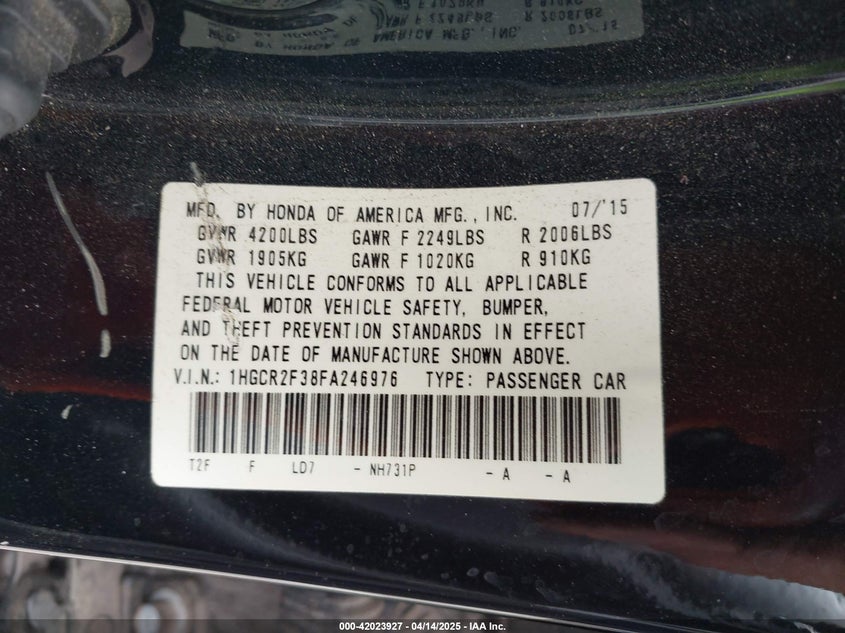 MFD. BY HONDA OF AMERICA MFG., INC. 07/'15
GVWR 4200LBS GAWR F 2249LBS R 2006LBS
GVWR 1905KG GAWR F 1020KG R 910KG
THIS VEHICLE CONFORMS TO ALL APPLICABLE
FEDERAL MOTOR VEHICLE SAFETY, BUMPER,
AND THEFT PREVENTION STANDARDS IN EFFECT
ON THE DATE OF MANUFACTURE SHOWN ABOVE.
V.I.N.: 1HGCR2F38FA246976 TYPE: PASSENGER CAR
T2F F LD7 - NH731P - A - A
000-42023927 - 04/14/2025 - IAA Inc.